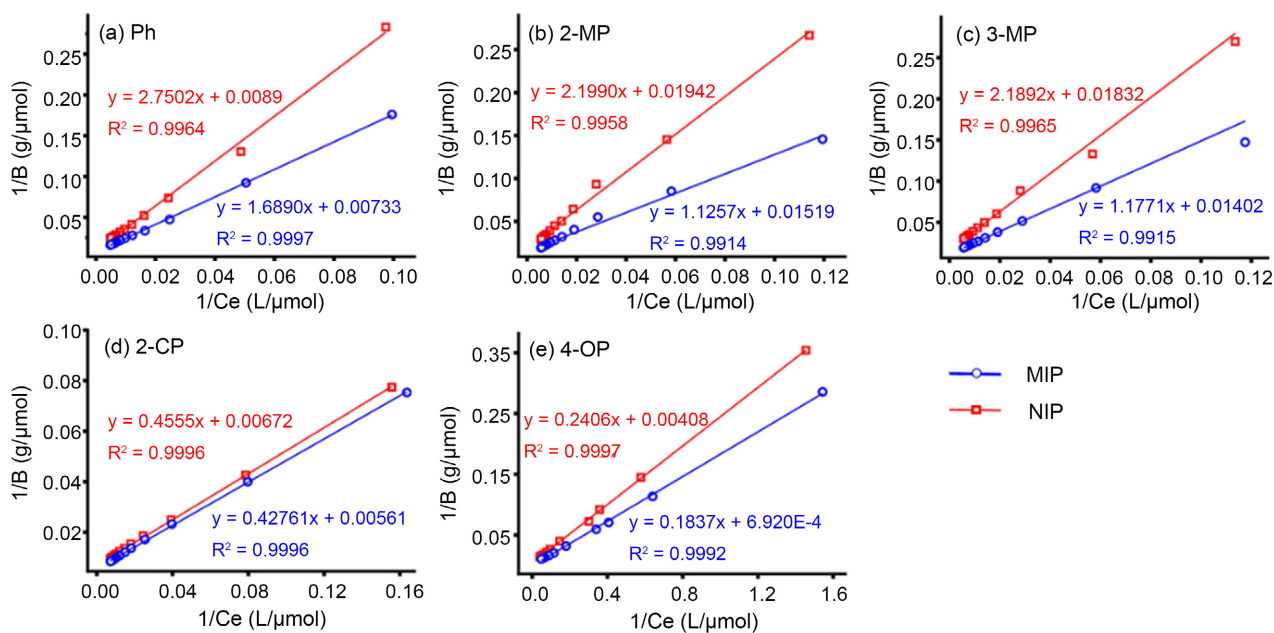 (a) Ph
1/B (g/μmol)
0.25
0.20
0.15
0.10
0.05
y = 2.7502x + 0.0089
R² = 0.9964
y = 1.6890x + 0.00733
R² = 0.9997
0.00 0.02 0.04 0.06 0.08 0.10
1/Ce (L/μmol)
(b) 2-MP
1/B (g/μmol)
0.25
0.20
0.15
0.10
0.05
y = 2.1990x + 0.01942
R² = 0.9958
y = 1.1257x + 0.01519
R² = 0.9914
0.00 0.02 0.04 0.06 0.08 0.10 0.12
1/Ce (L/μmol)
(c) 3-MP
1/B (g/μmol)
0.25
0.20
0.15
0.10
0.05
y = 2.1892x + 0.01832
R² = 0.9965
y = 1.1771x + 0.01402
R² = 0.9915
0.00 0.02 0.04 0.06 0.08 0.10 0.12
1/Ce (L/μmol)
(d) 2-CP
1/B (g/μmol)
0.10
0.08
0.06
0.04
0.02
y = 0.4555x + 0.00672
R² = 0.9996
y = 0.42761x + 0.00561
R² = 0.9996
0.00 0.04 0.08 0.12 0.16
1/Ce (L/μmol)
(e) 4-OP
1/B (g/μmol)
0.35
0.25
0.15
0.05
y = 0.2406x + 0.00408
R² = 0.9997
y = 0.1837x + 6.920E-4
R² = 0.9992
0.0 0.4 0.8 1.2 1.6
1/Ce (L/μmol)
MIP
NIP